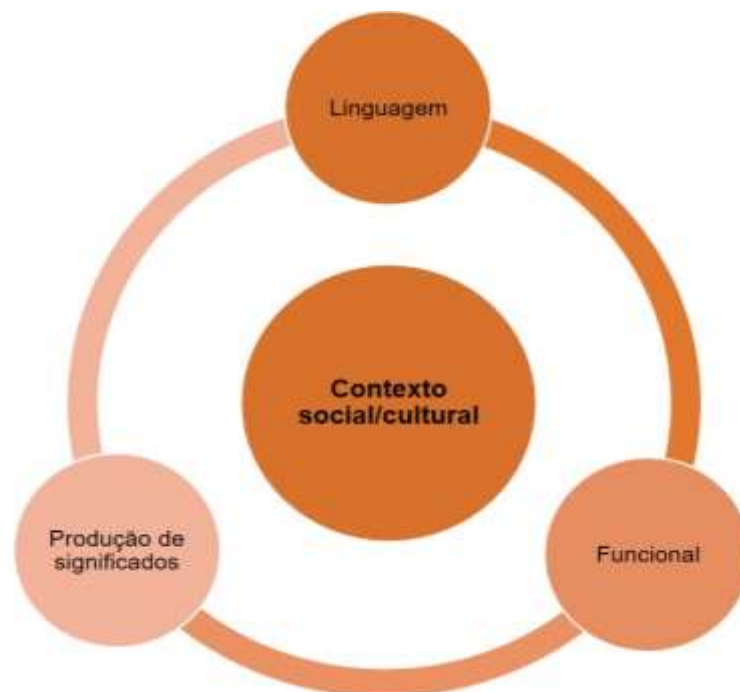 Linguagem
Contexto
social/cultural
Produção de
significados
Funcional